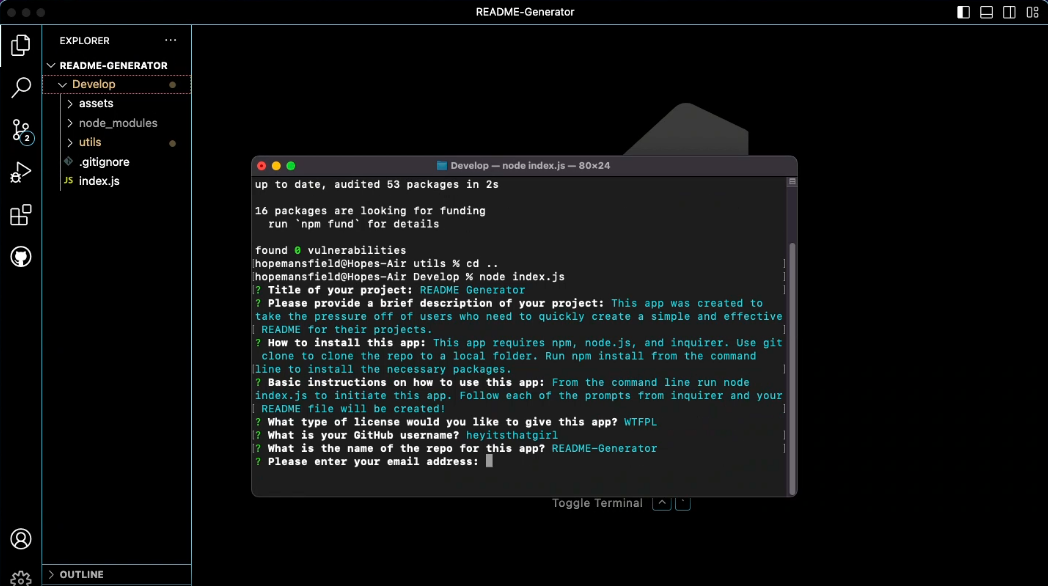 README-Generator
EXPLORER ...
README-GENERATOR
Develop
assets
node_modules
utils
.gitignore
JS index.js
2
Develop — node index.js — 80×24
up to date, audited 53 packages in 2s
16 packages are looking for funding
run `npm fund` for details
found 0 vulnerabilities
[hopemansfield@Hopes-Air utils % cd .. ]
[hopemansfield@Hopes-Air Develop % node index.js ]
[? Title of your project: README Generator ]
? Please provide a brief description of your project: This app was created to
take the pressure off of users who need to quickly create a simple and effective
[ README for their projects. ]
? How to install this app: This app requires npm, node.js, and inquirer. Use git
clone to clone the repo to a local folder. Run npm install from the command
[line to install the necessary packages. ]
? Basic instructions on how to use this app: From the command line run node
index.js to initiate this app. Follow each of the prompts from inquirer and your
[ README file will be created! ]
? What type of license would you like to give this app? WTFPL
[? What is your GitHub username? heyitsthatgirl ]
[? What is the name of the repo for this app? README-Generator ]
? Please enter your email address:
Toggle Terminal ^ `
OUTLINE